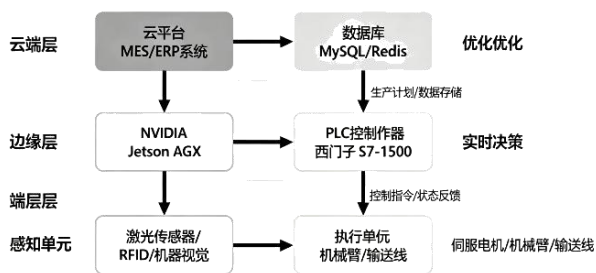 云端层
云平台
MES/ERP系统
数据库
MySQL/Redis
优化优化
生产计划/数据存储
边缘层
NVIDIA
Jetson AGX
PLC控制作器
西门子 S7-1500
实时决策
端层层
控制指令/状态反馈
感知单元
激光传感器/
RFID/机器视觉
执行单元
机械臂/输送线
伺服电机/机械臂/输送线